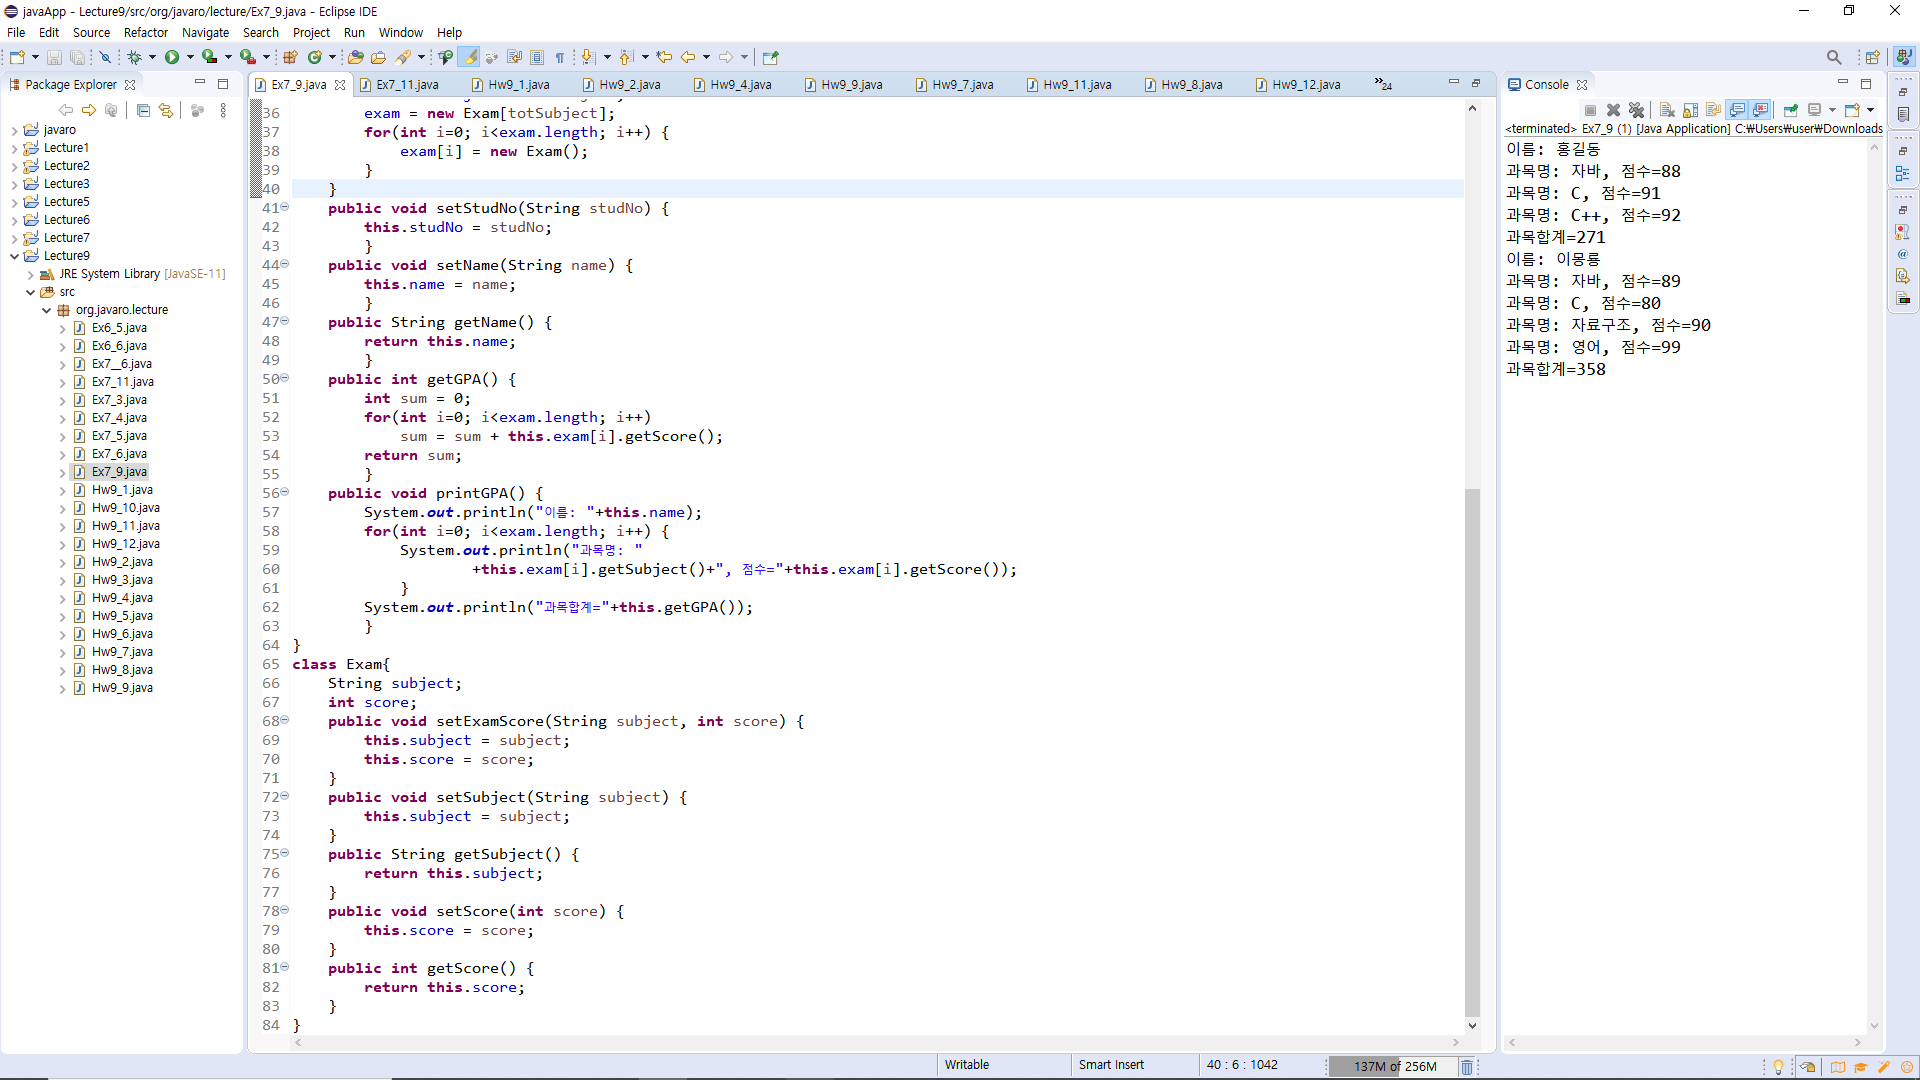 javaApp - Lecture9/src/org/javaro/lecture/Ex7_9.java - Eclipse IDE
File Edit Source Refactor Navigate Search Project Run Window Help
Package Explorer
javaro
Lecture1
Lecture2
Lecture3
Lecture5
Lecture6
Lecture7
Lecture9
JRE System Library [JavaSE-11]
src
org.javaro.lecture
Ex6_5.java
Ex6_6.java
Ex7__6.java
Ex7_11.java
Ex7_3.java
Ex7_4.java
Ex7_5.java
Ex7_6.java
Ex7_9.java
Hw9_1.java
Hw9_10.java
Hw9_11.java
Hw9_12.java
Hw9_2.java
Hw9_3.java
Hw9_4.java
Hw9_5.java
Hw9_6.java
Hw9_7.java
Hw9_8.java
Hw9_9.java
Ex7_9.java Ex7_11.java Hw9_1.java Hw9_2.java Hw9_4.java Hw9_9.java Hw9_7.java Hw9_11.java Hw9_8.java Hw9_12.java »24
36 exam = new Exam[totSubject];
37 for(int i=0; i<exam.length; i++) {
38 exam[i] = new Exam();
39 }
40 }
41 public void setStudNo(String studNo) {
42 this.studNo = studNo;
43 }
44 public void setName(String name) {
45 this.name = name;
46 }
47 public String getName() {
48 return this.name;
49 }
50 public int getGPA() {
51 int sum = 0;
52 for(int i=0; i<exam.length; i++)
53 sum = sum + this.exam[i].getScore();
54 return sum;
55 }
56 public void printGPA() {
57 System.out.println("이름: "+this.name);
58 for(int i=0; i<exam.length; i++) {
59 System.out.println("과목명: "
60 +this.exam[i].getSubject()+", 점수="+this.exam[i].getScore());
61 }
62 System.out.println("과목합계="+this.getGPA());
63 }
64 }
65 class Exam{
66 String subject;
67 int score;
68 public void setExamScore(String subject, int score) {
69 this.subject = subject;
70 this.score = score;
71 }
72 public void setSubject(String subject) {
73 this.subject = subject;
74 }
75 public String getSubject() {
76 return this.subject;
77 }
78 public void setScore(int score) {
79 this.score = score;
80 }
81 public int getScore() {
82 return this.score;
83 }
84 }
Console
<terminated> Ex7_9 (1) [Java Application] C:₩Users₩user₩Downloads
이름: 홍길동
과목명: 자바, 점수=88
과목명: C, 점수=91
과목명: C++, 점수=92
과목합계=271
이름: 이몽룡
과목명: 자바, 점수=89
과목명: C, 점수=80
과목명: 자료구조, 점수=90
과목명: 영어, 점수=99
과목합계=358
Writable Smart Insert 40 : 6 : 1042 137M of 256M